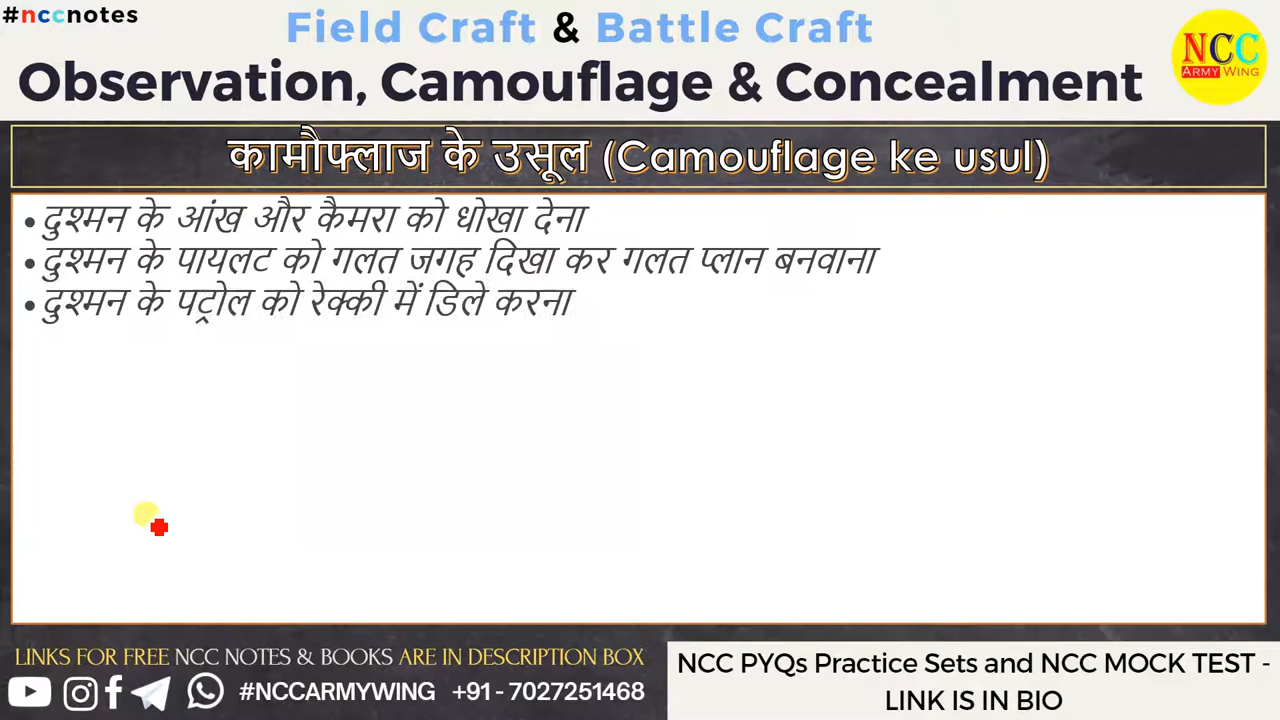 #nccnotes
Field Craft & Battle Craft
Observation, Camouflage & Concealment
NCC
ARMY WING
कामौफ्लाज के उसूल (Camouflage ke usul)
• दुश्मन के आंख और कैमरा को धोखा देना
• दुश्मन के पायलट को गलत जगह दिखा कर गलत प्लान बनवाना
• दुश्मन के पट्रोल को रेक्की में डिले करना
LINKS FOR FREE NCC NOTES & BOOKS ARE IN DESCRIPTION BOX
#NCCARMYWING +91 - 7027251468
NCC PYQs Practice Sets and NCC MOCK TEST -
LINK IS IN BIO